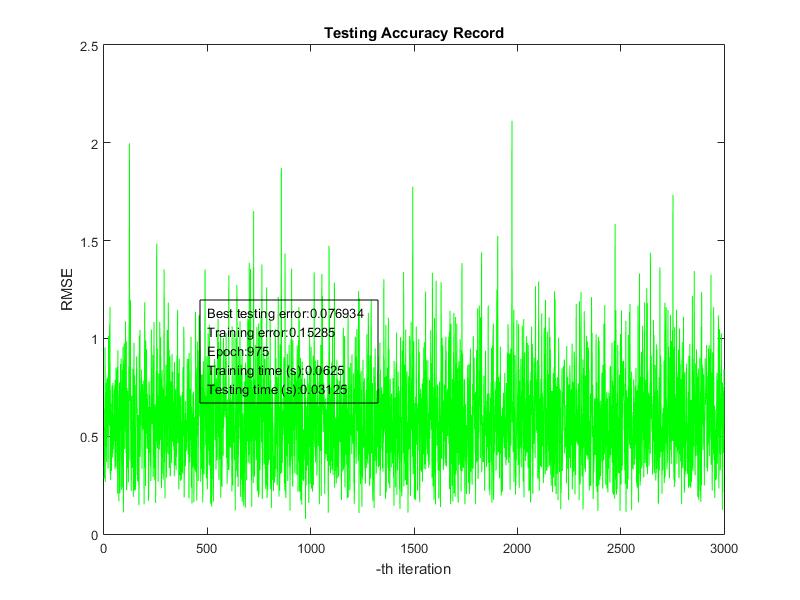 Testing Accuracy Record
2.5
2
1.5
1
0.5
0
RMSE
Best testing error:0.076934
Training error:0.15285
Epoch:975
Training time (s):0.0625
Testing time (s):0.03125
0 500 1000 1500 2000 2500 3000
-th iteration